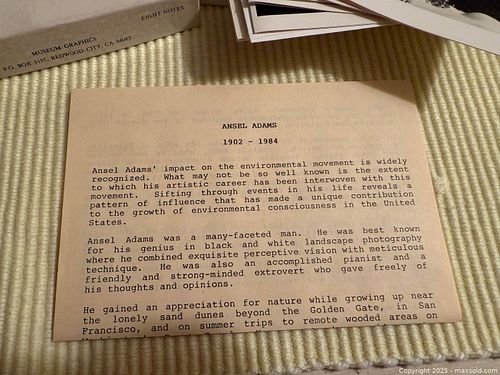 EIGHT NOTES
MUSEUM GRAPHICS
P.O. BOX 5157, REDWOOD CITY, CA 94063
ANSEL ADAMS
1902 - 1984
Ansel Adams' impact on the environmental movement is widely
recognized. What may not be so well known is the extent
to which his artistic career has been interwoven with this
movement. Sifting through events in his life reveals a
pattern of influence that has made a unique contribution
to the growth of environmental consciousness in the United
States.
Ansel Adams was a many-faceted man. He was best known
for his genius in black and white landscape photography
where he combined exquisite perceptive vision with meticulous
technique. He was also an accomplished pianist and a
friendly and strong-minded extrovert who gave freely of
his thoughts and opinions.
He gained an appreciation for nature while growing up near
the lonely sand dunes beyond the Golden Gate, in San
Francisco, and on summer trips to remote wooded areas on
Copyright 2025 - maxsold.com